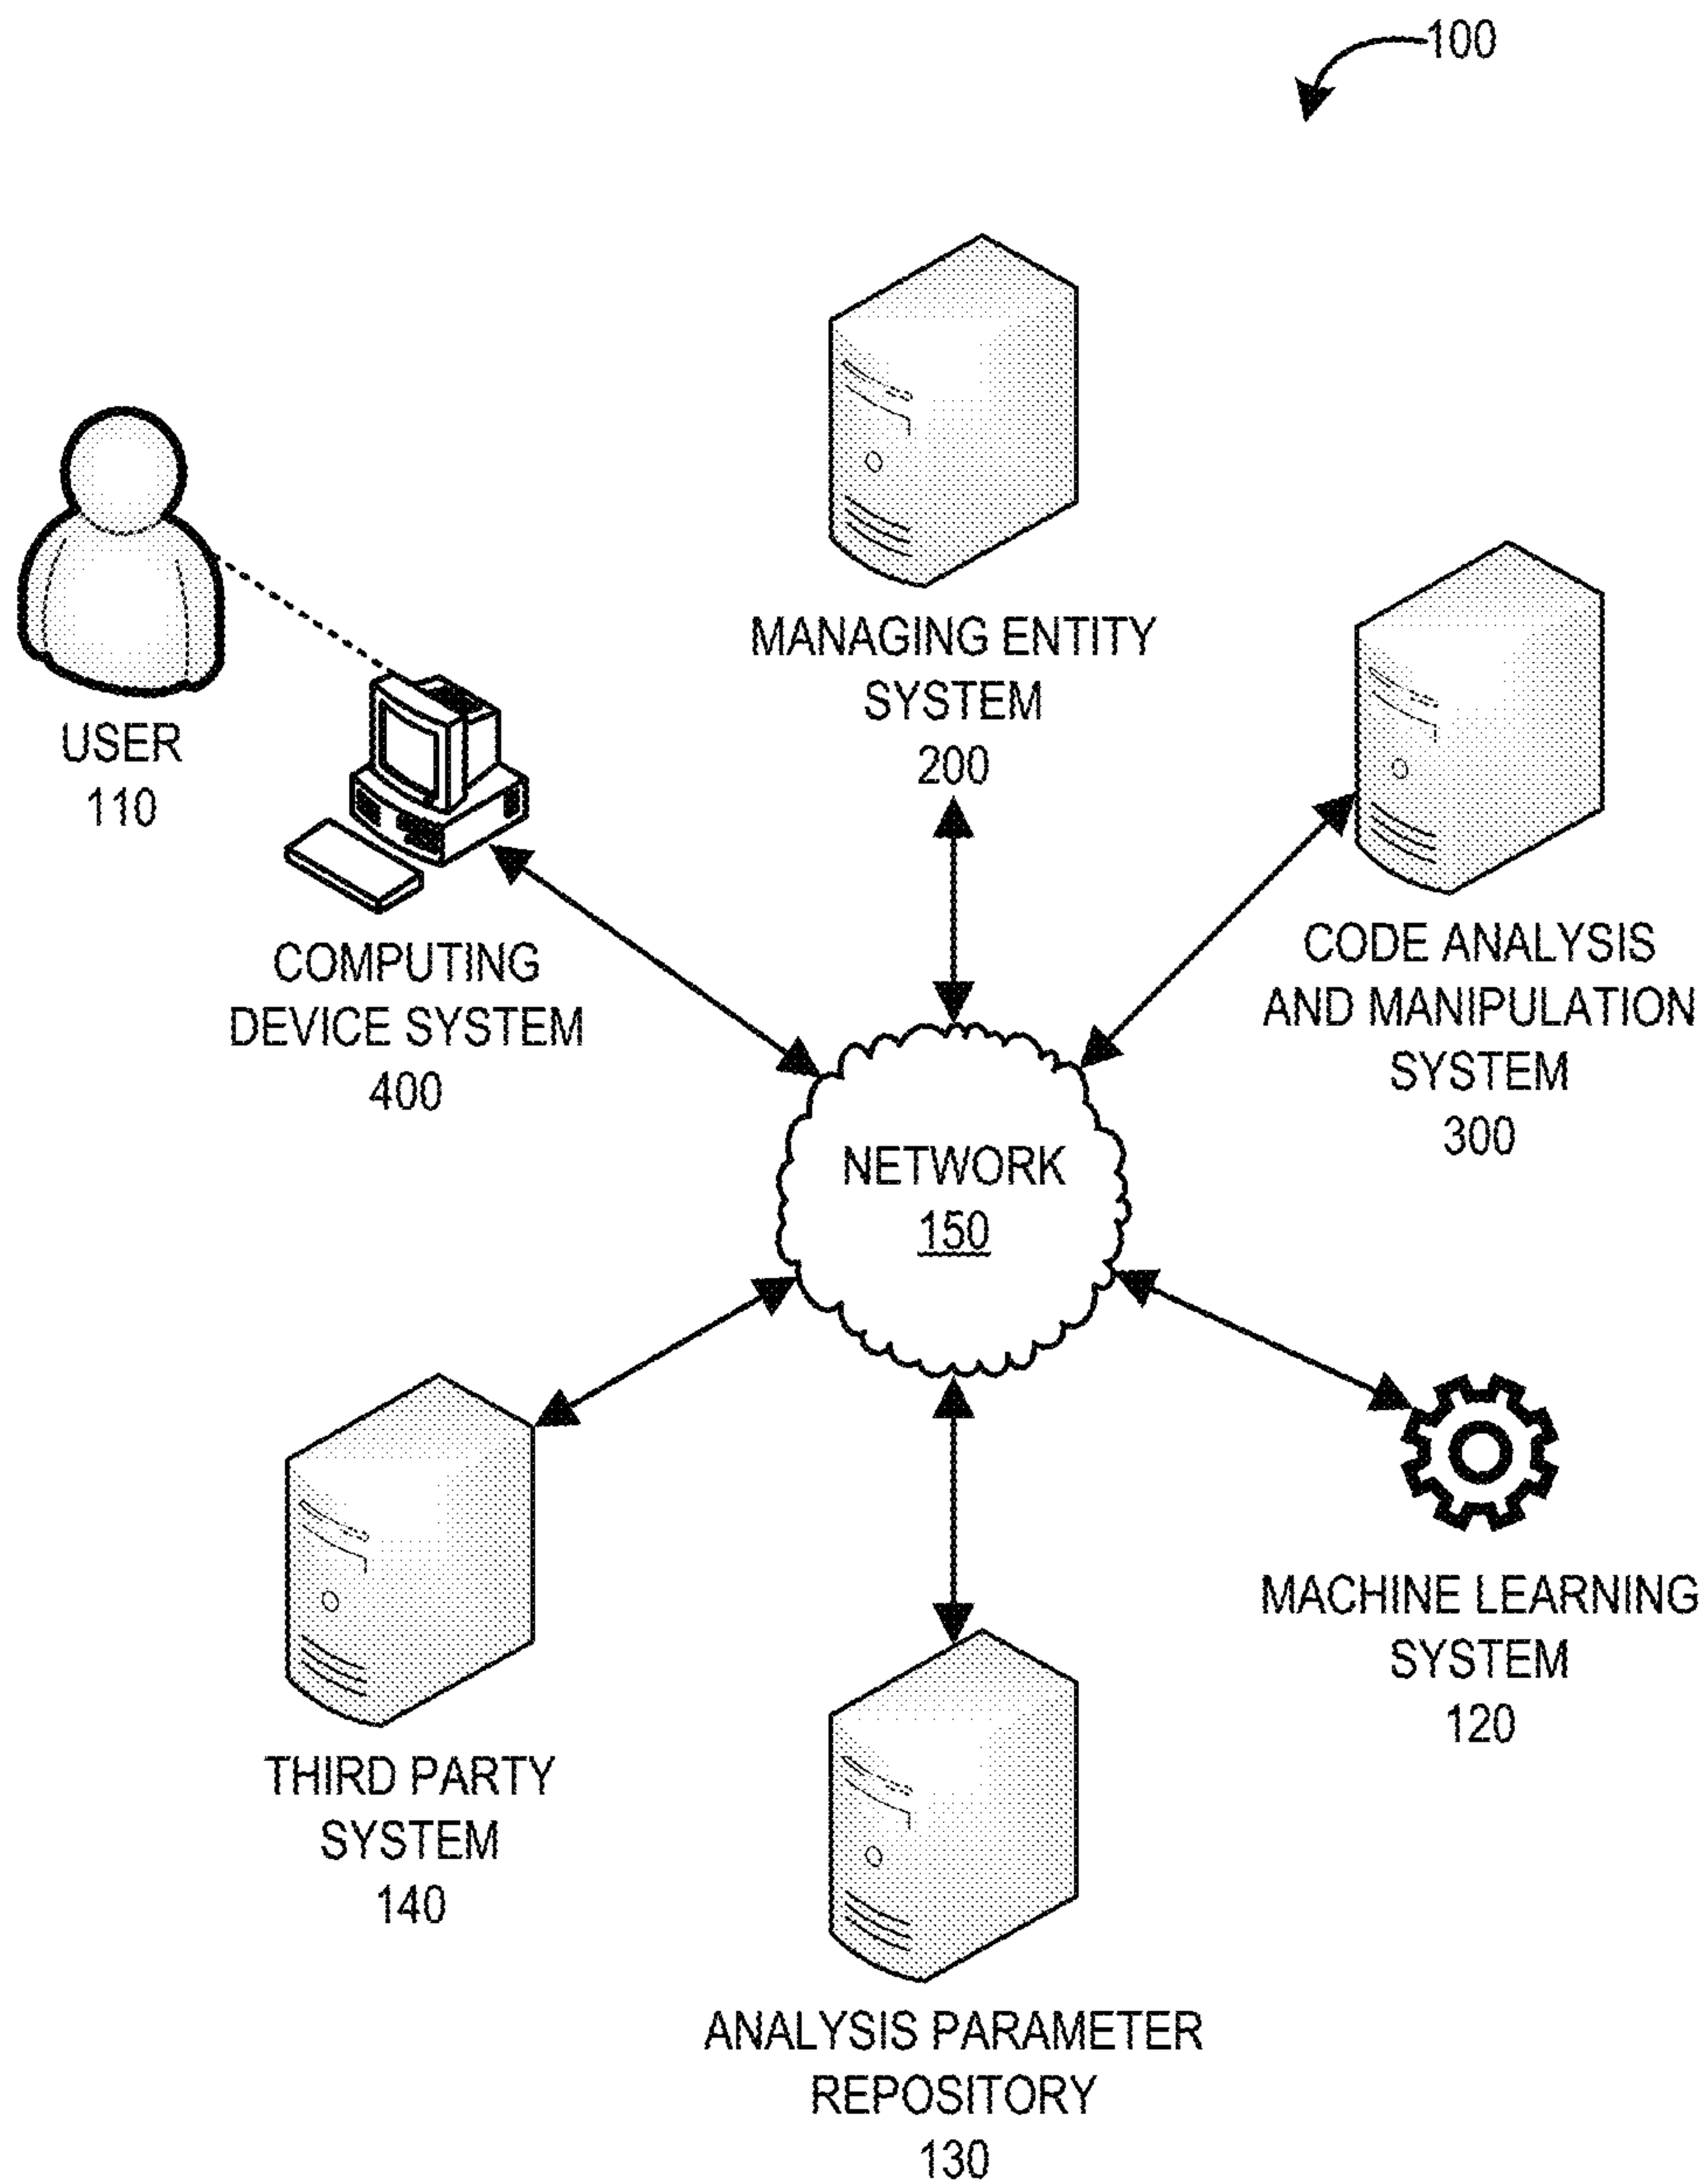 100
MANAGING ENTITY
SYSTEM
200
USER
110
COMPUTING
DEVICE SYSTEM
400
CODE ANALYSIS
AND MANIPULATION
SYSTEM
300
NETWORK
150
THIRD PARTY
SYSTEM
140
MACHINE LEARNING
SYSTEM
120
ANALYSIS PARAMETER
REPOSITORY
130